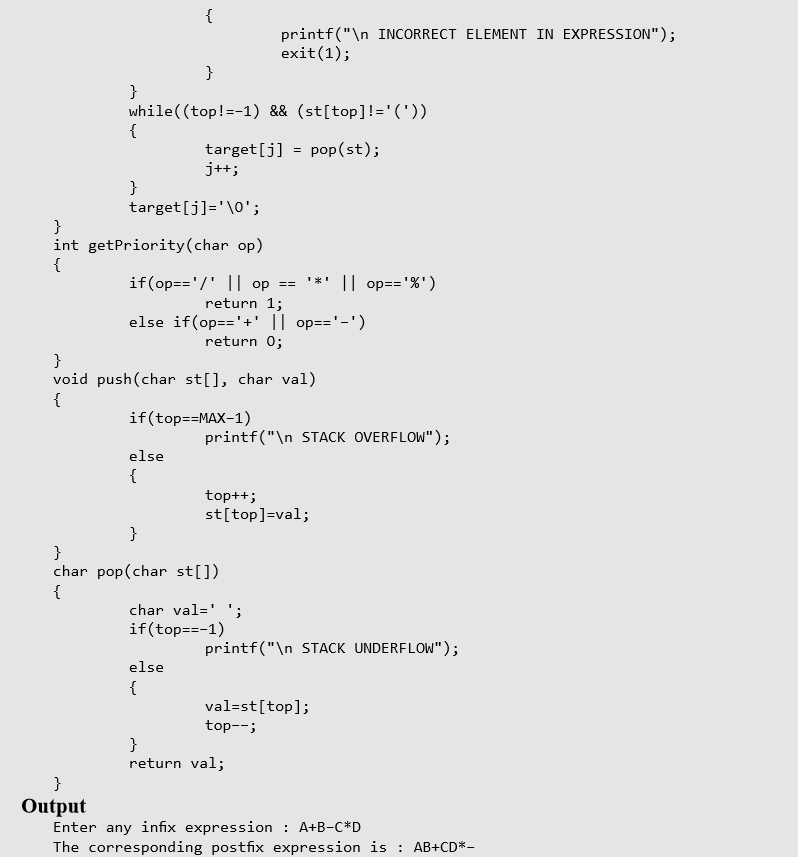 {
printf("\n INCORRECT ELEMENT IN EXPRESSION");
exit(1);
}
}
while((top!=−1) && (st[top]!='('))
{
target[j] = pop(st);
j++;
}
target[j]='\0';
}
int getPriority(char op)
{
if(op=='/' || op == '*' || op=='%')
return 1;
else if(op=='+' || op=='−')
return 0;
}
void push(char st[], char val)
{
if(top==MAX−1)
printf("\n STACK OVERFLOW");
else
{
top++;
st[top]=val;
}
}
char pop(char st[])
{
char val=' ';
if(top==−1)
printf("\n STACK UNDERFLOW");
else
{
val=st[top];
top−−;
}
return val;
}
Output
Enter any infix expression : A+B−C*D
The corresponding postfix expression is : AB+CD*−